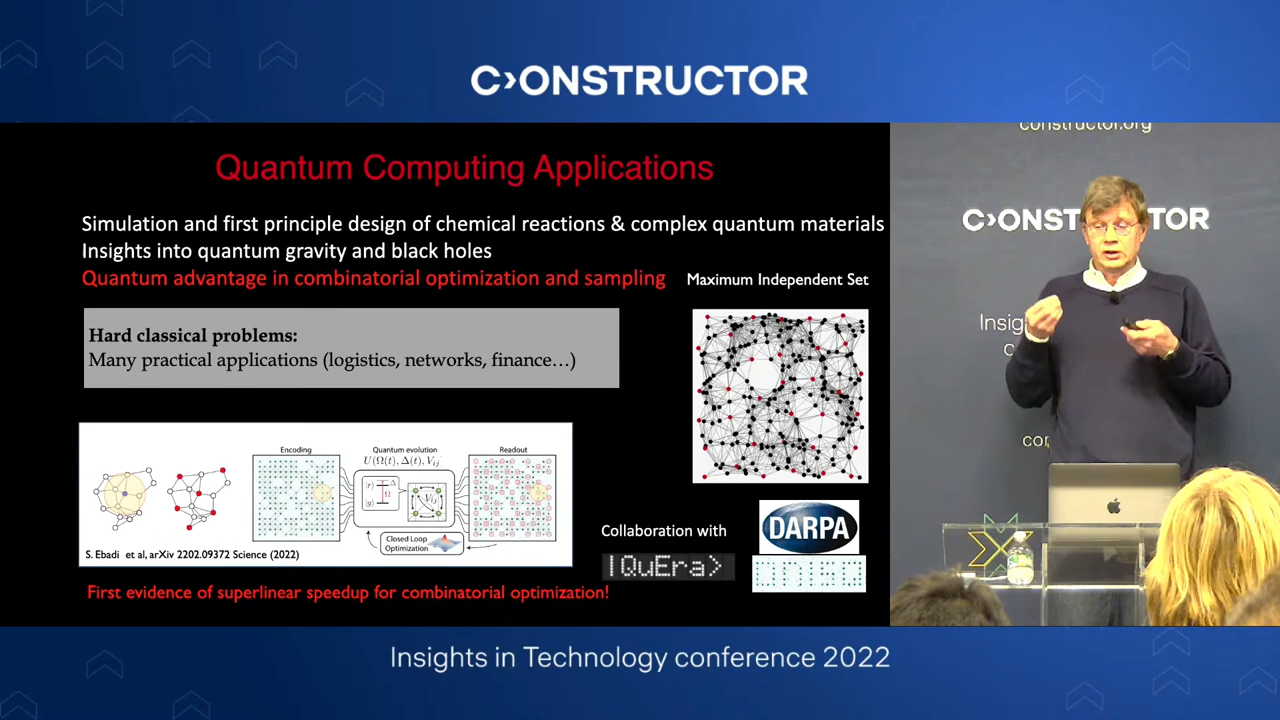 C›ONSTRUCTOR
Quantum Computing Applications
Simulation and first principle design of chemical reactions & complex quantum materials
Insights into quantum gravity and black holes
Quantum advantage in combinatorial optimization and sampling
Maximum Independent Set
Hard classical problems:
Many practical applications (logistics, networks, finance…)
Encoding
Quantum evolution
Readout
U(Ω(t), Δ(t), Vij)
|r⟩
Δ
Ω
|g⟩
Vij
Closed Loop
Optimization
S. Ebadi et al, arXiv 2202.09372 Science (2022)
First evidence of superlinear speedup for combinatorial optimization!
Collaboration with
|QuEra>
DARPA
constructor.org
C›ONSTRUCTOR
Insig
Insights in Technology conference 2022